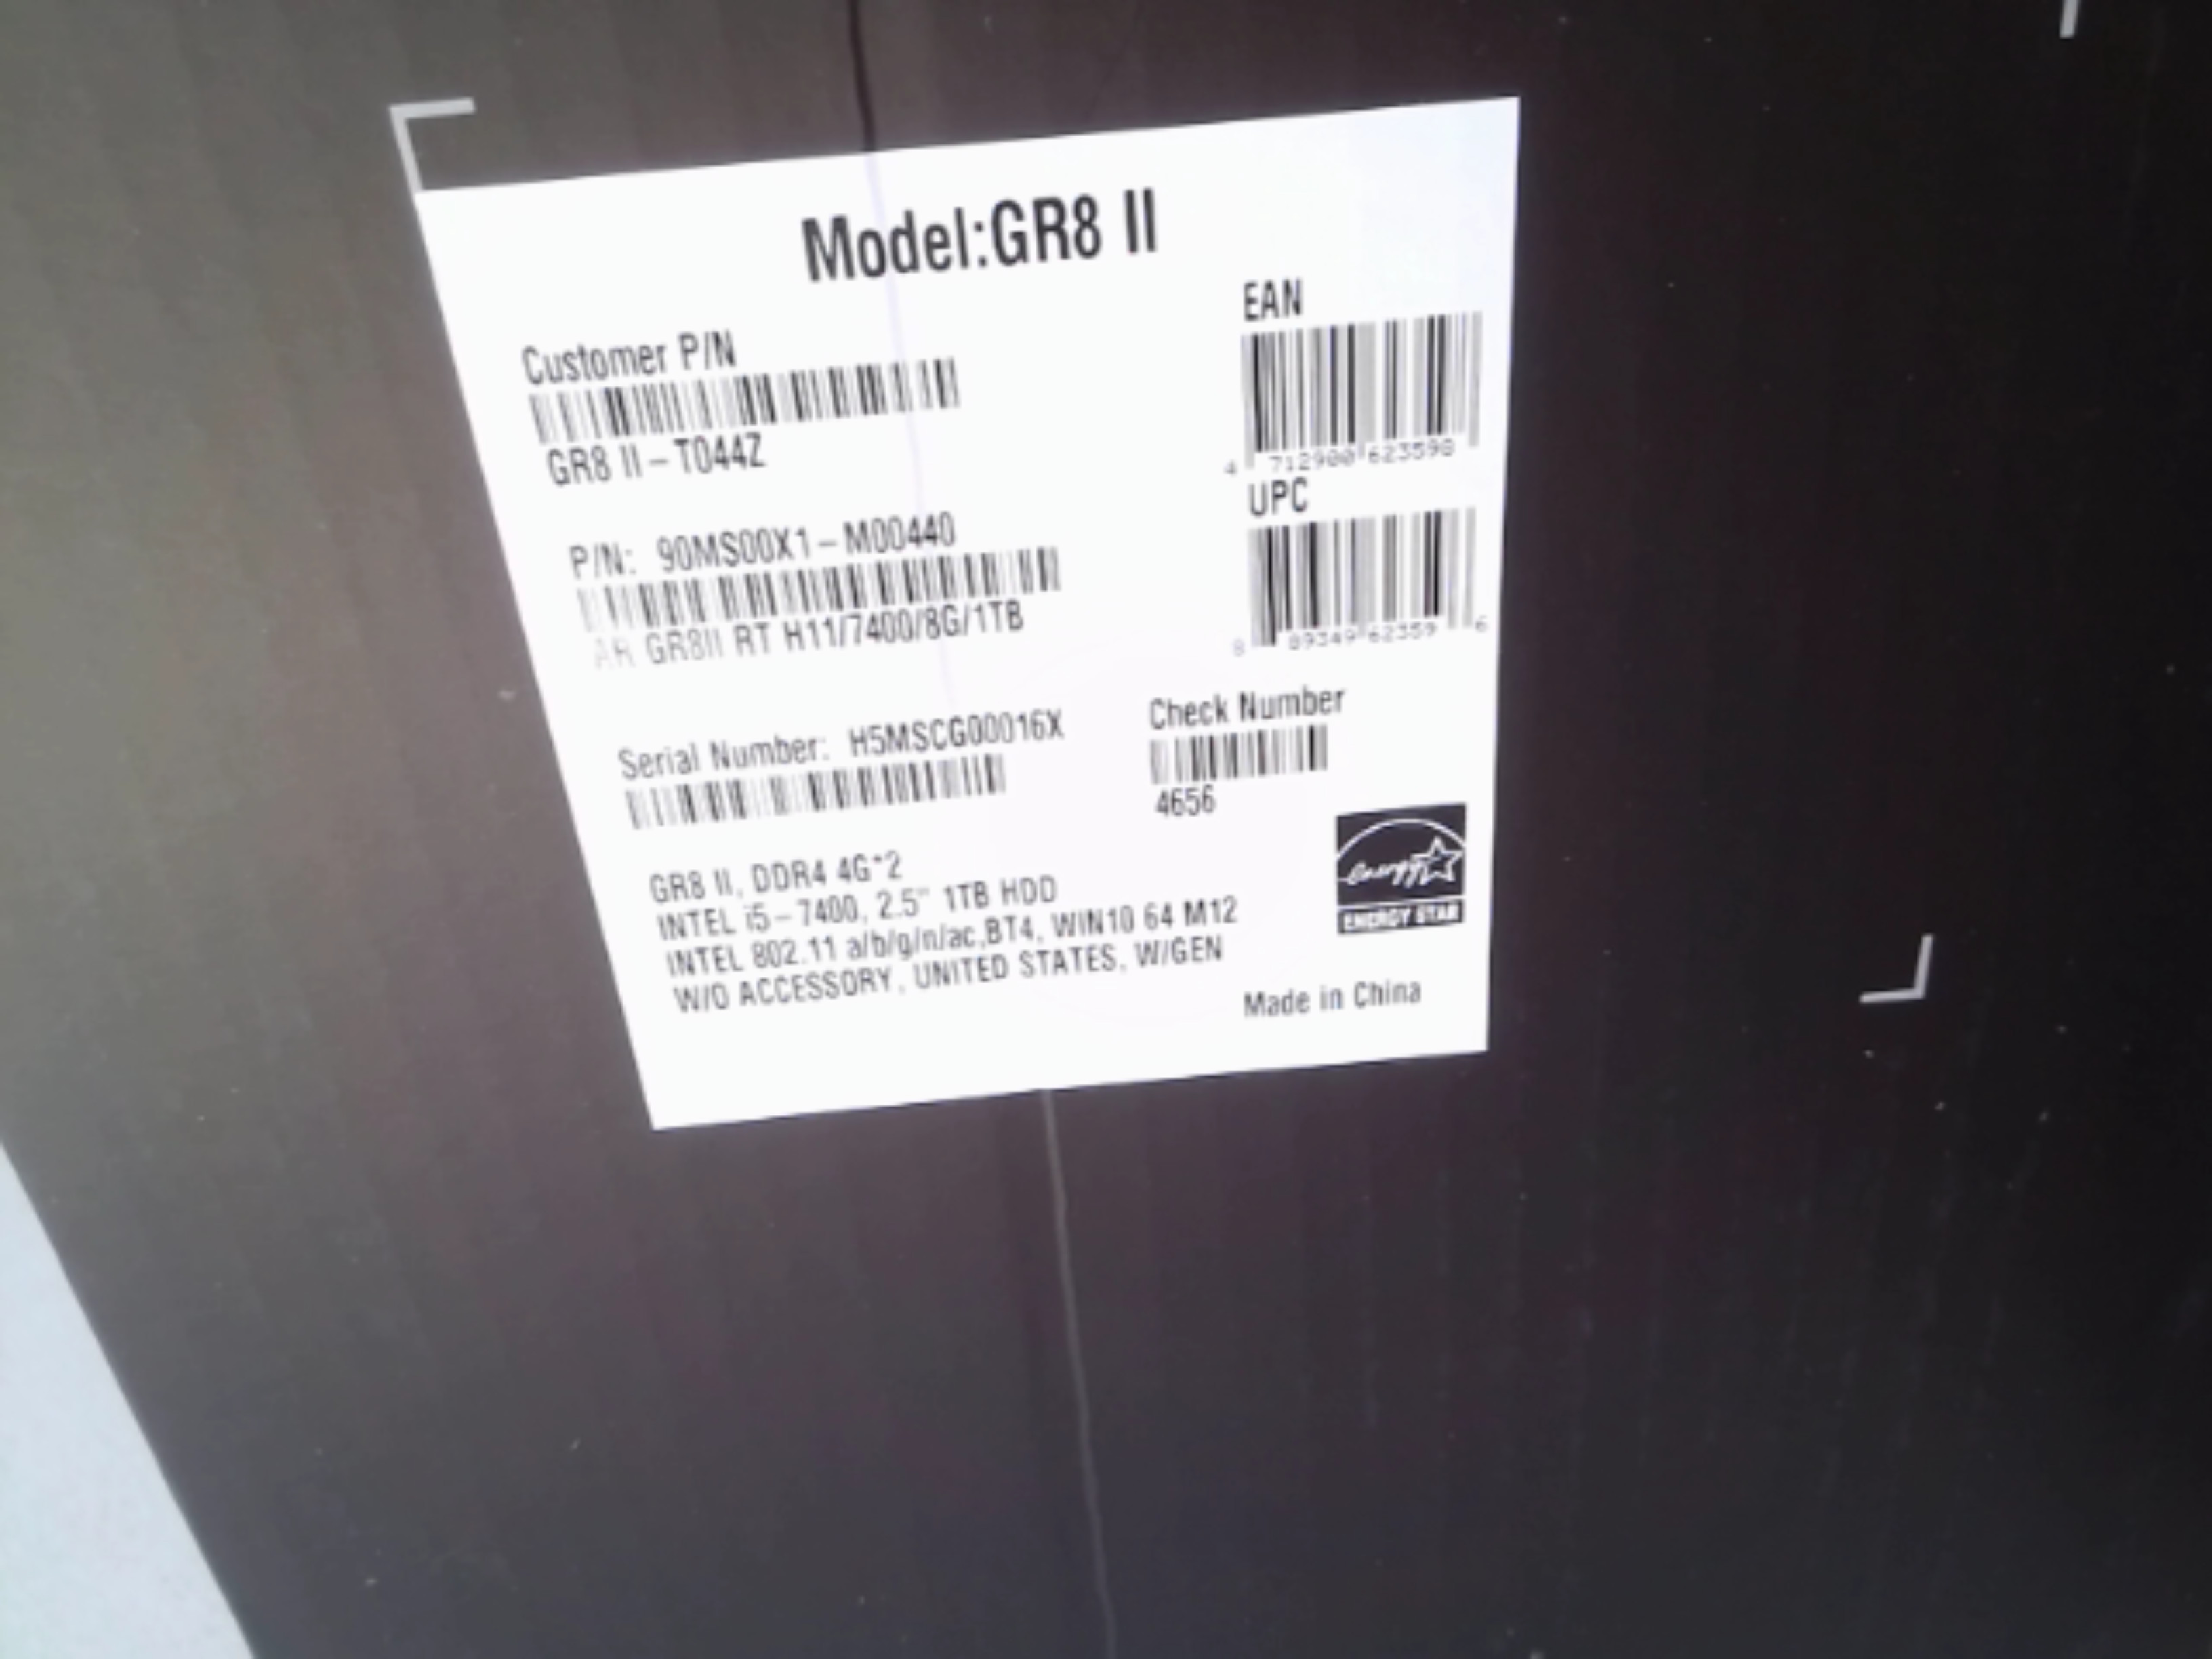 Model:GR8 II
EAN
Customer P/N
GR8 II-T044Z
4 712900 623590
UPC
P/N: 90MS00X1-M00440
AR GR8II RT H11/7400/8G/1TB
8 89349 62359 6
Serial Number: H5MSCG00016X
Check Number
4656
GR8 II, DDR4 4G*2
INTEL i5-7400, 2.5" 1TB HDD
INTEL 802.11 a/b/g/n/ac,BT4, WIN10 64 M12
W/O ACCESSORY, UNITED STATES, W/GEN
energy
ENERGY STAR
Made in China